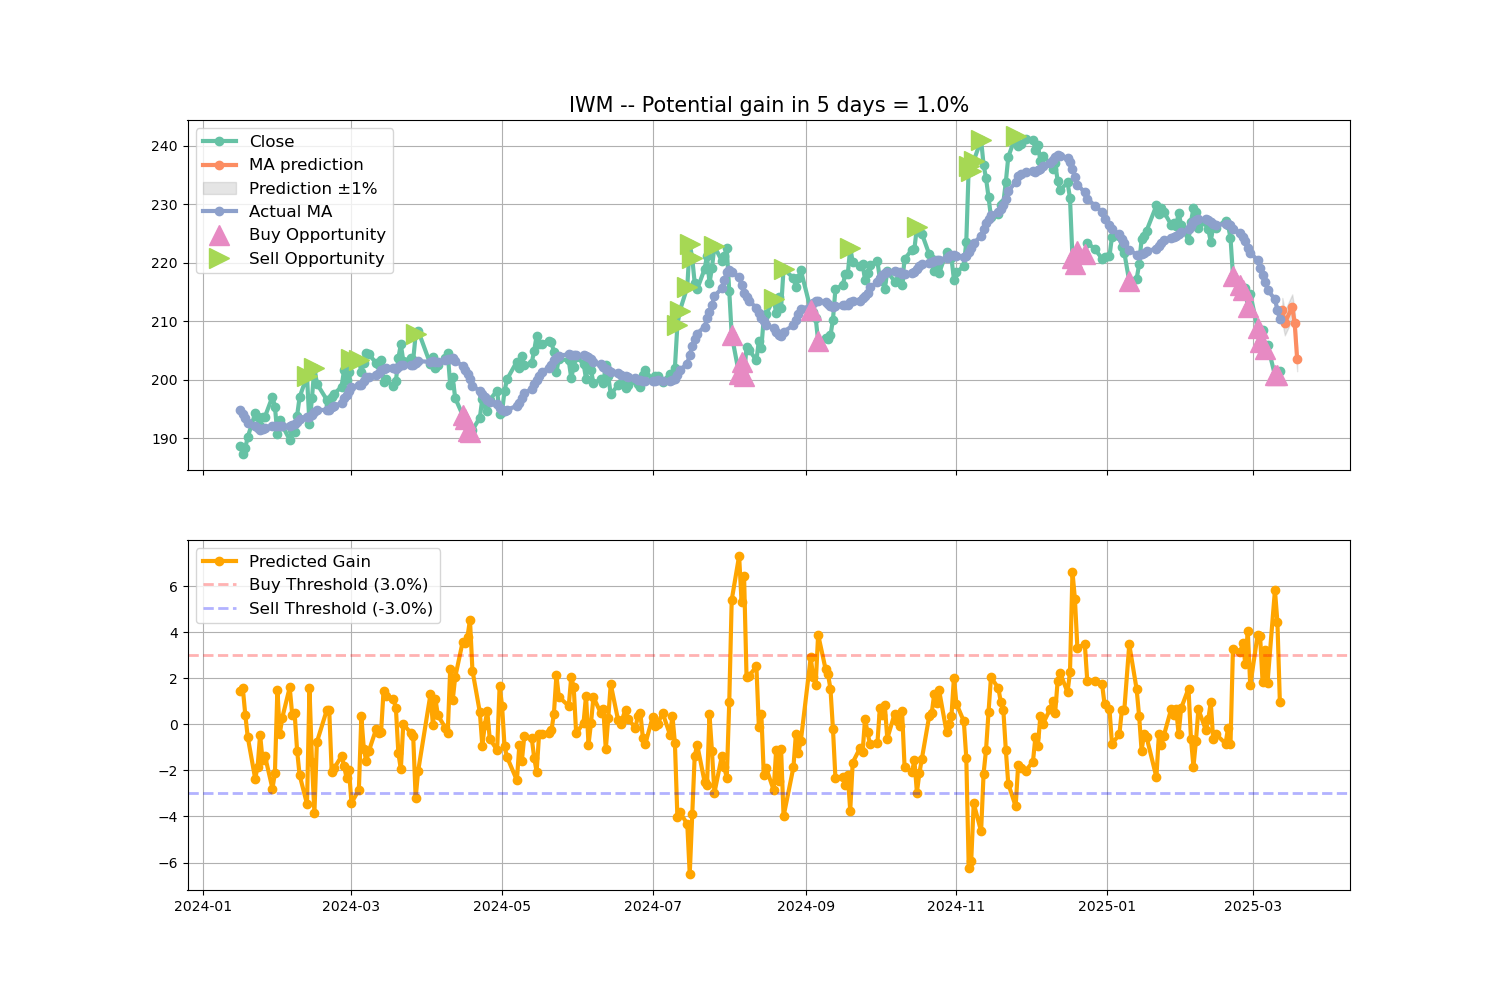 IWM -- Potential gain in 5 days = 1.0%
Close
MA prediction
Prediction ±1%
Actual MA
Buy Opportunity
Sell Opportunity
240
230
220
210
200
190
Predicted Gain
Buy Threshold (3.0%)
Sell Threshold (-3.0%)
6
4
2
0
−2
−4
−6
2024-01 2024-03 2024-05 2024-07 2024-09 2024-11 2025-01 2025-03